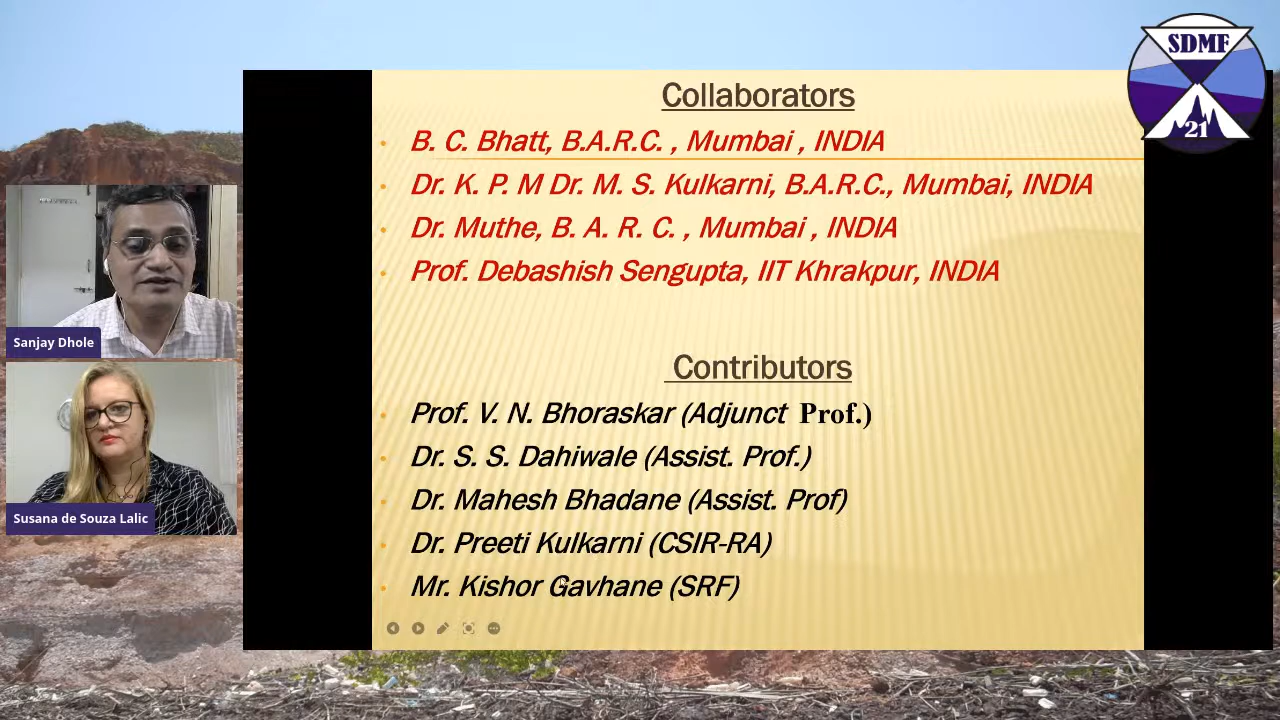 SDMF
21
Collaborators
B. C. Bhatt, B.A.R.C. , Mumbai , INDIA
Dr. K. P. M Dr. M. S. Kulkarni, B.A.R.C., Mumbai, INDIA
Dr. Muthe, B. A. R. C. , Mumbai , INDIA
Prof. Debashish Sengupta, IIT Khrakpur, INDIA
Contributors
Prof. V. N. Bhoraskar (Adjunct Prof.)
Dr. S. S. Dahiwale (Assist. Prof.)
Dr. Mahesh Bhadane (Assist. Prof)
Dr. Preeti Kulkarni (CSIR-RA)
Mr. Kishor Gavhane (SRF)
Sanjay Dhole
Susana de Souza Lalic